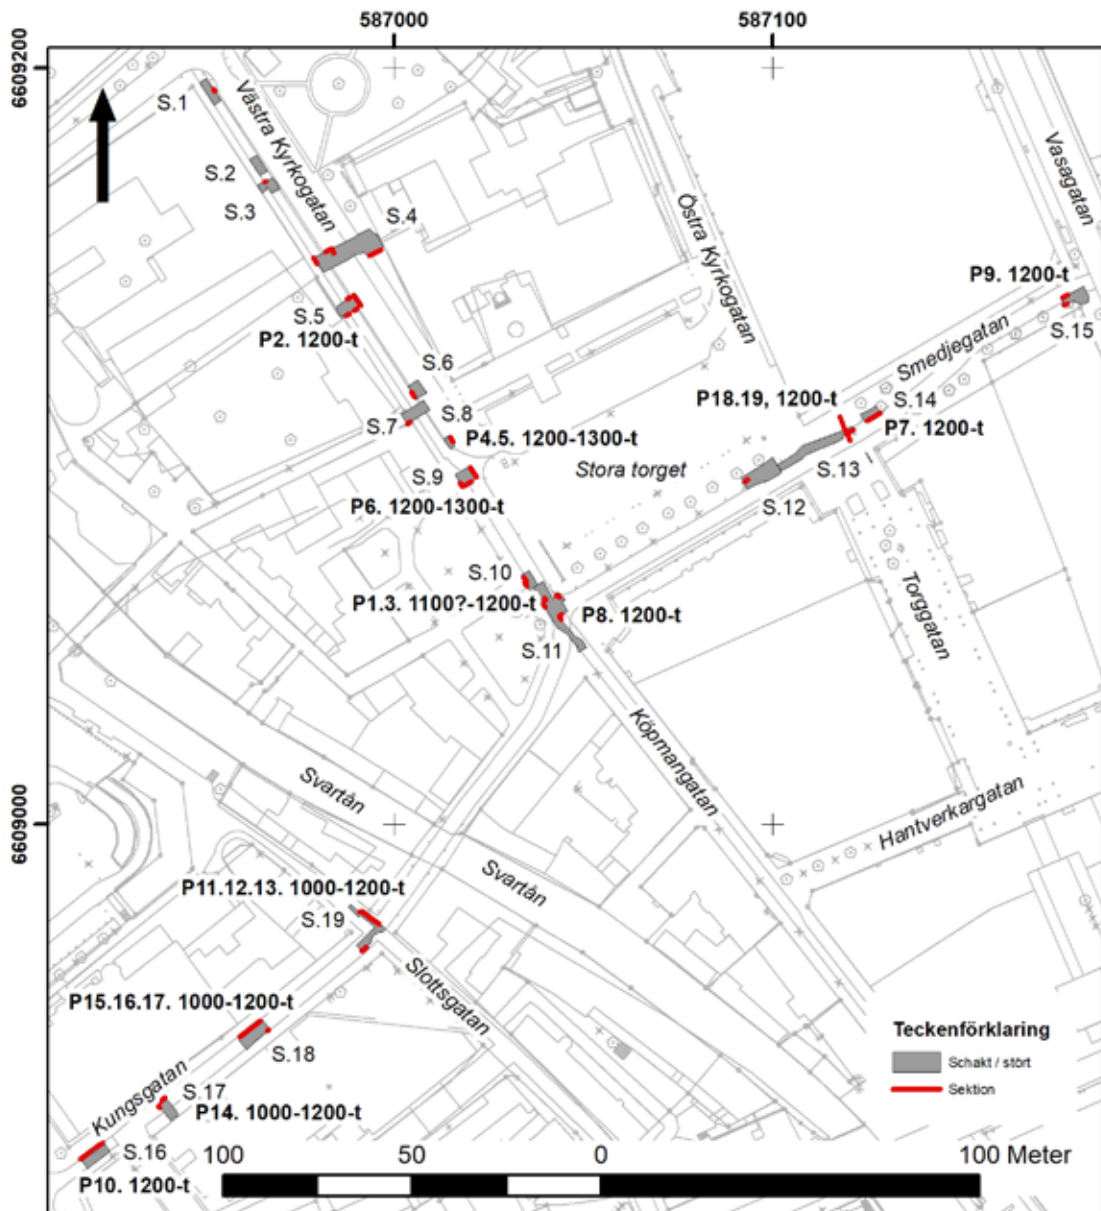 587000
587100
6609200
S.1
Västra Kyrkogatan
S.2
S.3
S.4
Östra Kyrkogatan
Vasagatan
P9. 1200-t
S.15
Smedjegatan
S.5
P2. 1200-t
S.6
S.7
S.8
P4.5. 1200-1300-t
P18.19, 1200-t
S.14
P7. 1200-t
S.13
Stora torget
S.12
S.9
P6. 1200-1300-t
S.10
P1.3. 1100?-1200-t
P8. 1200-t
S.11
Torggatan
Köpmangatan
Svartån
6609000
Hantverkargatan
Svartån
P11.12.13. 1000-1200-t
S.19
Slottsgatan
P15.16.17. 1000-1200-t
S.18
Kungsgatan
S.17
P14. 1000-1200-t
S.16
P10. 1200-t
Teckenförklaring
Schakt / stört
Sektion
100 50 0 100 Meter